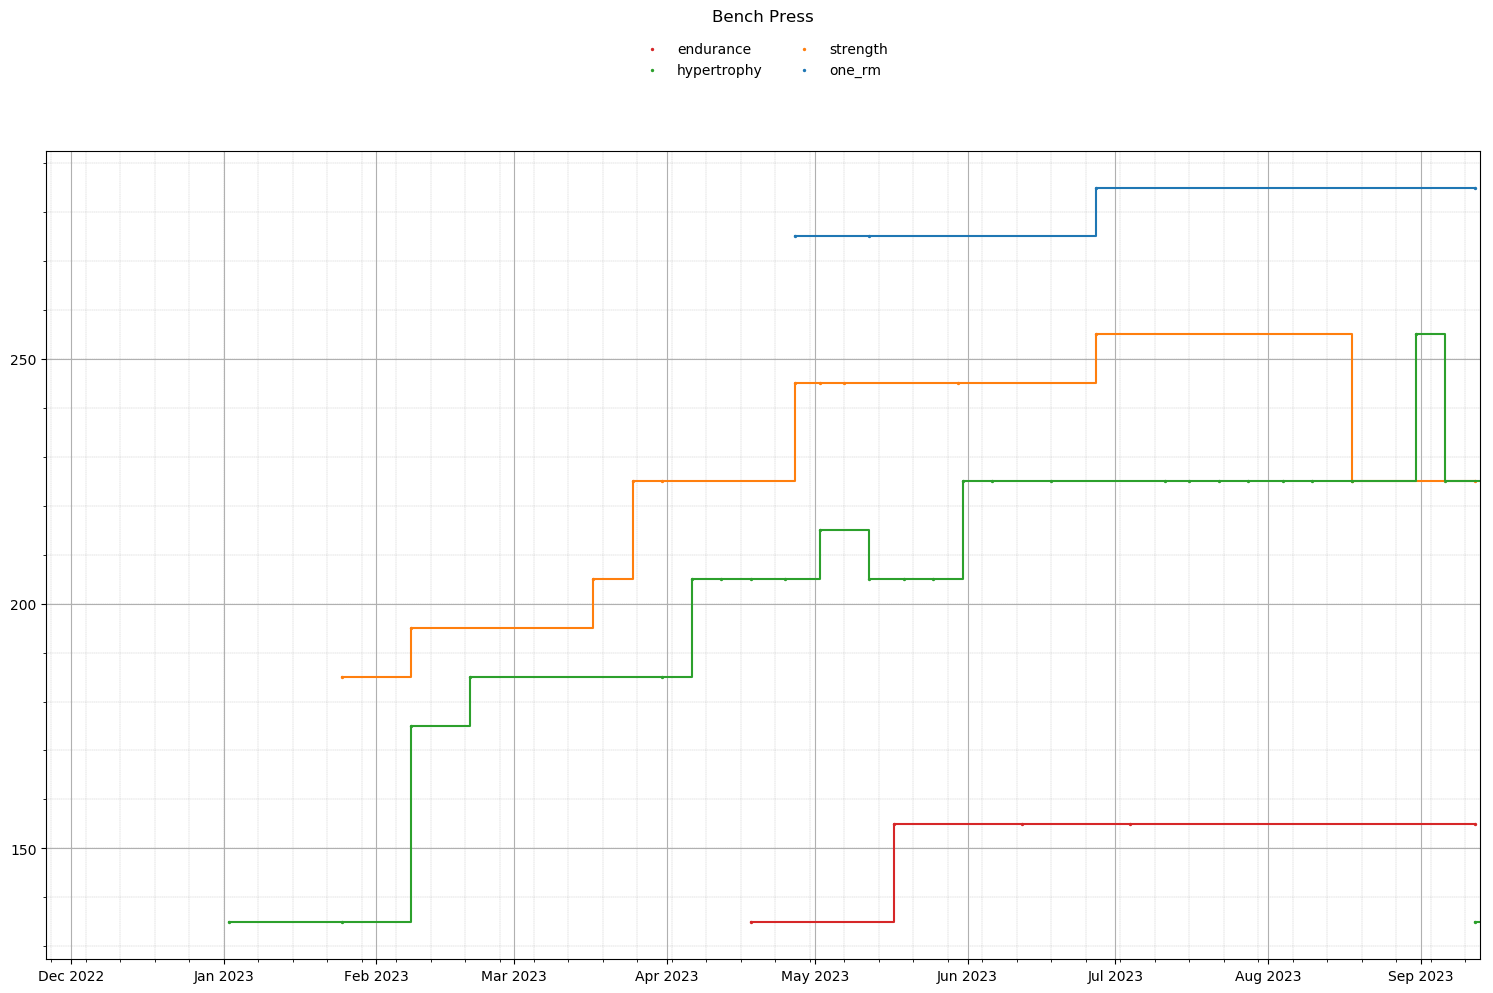 Bench Press
endurance strength
hypertrophy one_rm
250
200
150
Dec 2022 Jan 2023 Feb 2023 Mar 2023 Apr 2023 May 2023 Jun 2023 Jul 2023 Aug 2023 Sep 2023